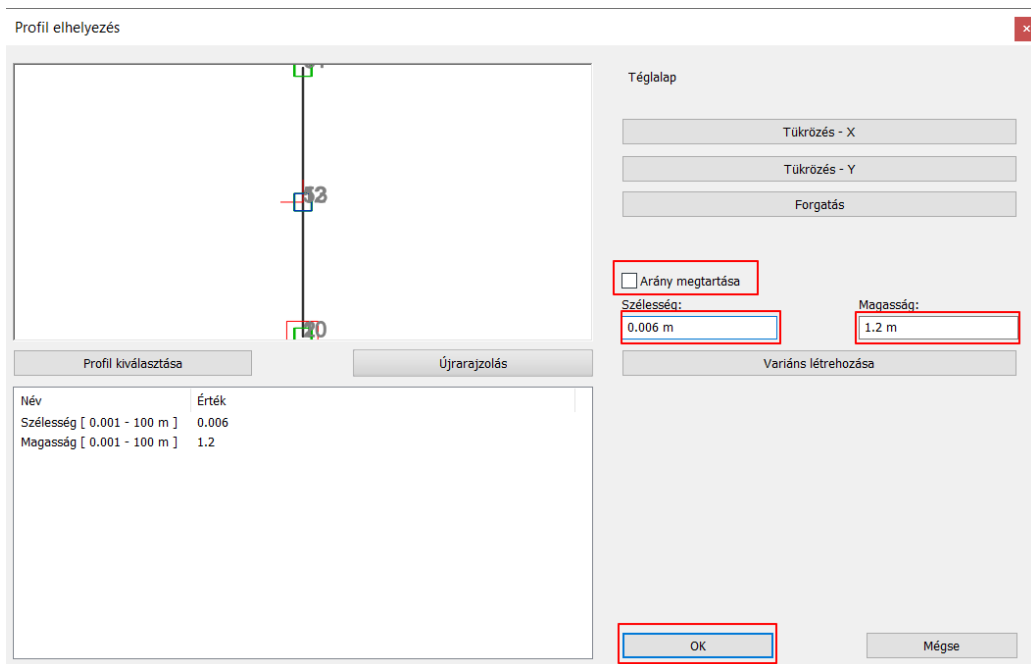 Profil elhelyezés
Téglalap
Tükrözés - X
Tükrözés - Y
Forgatás
Arány megtartása
Szélesség:
Magasság:
0.006 m
1.2 m
Profil kiválasztása
Újrarajzolás
Variáns létrehozása
Név
Érték
Szélesség [ 0.001 - 100 m ]
0.006
Magasság [ 0.001 - 100 m ]
1.2
OK
Mégse